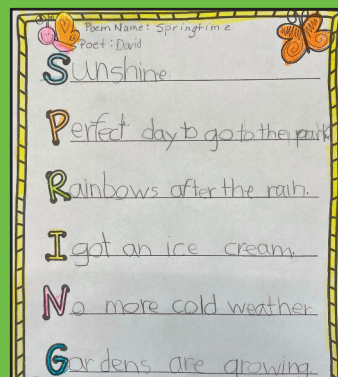 Poem Name: Springtime
Poet: David
Sunshine
Perfect day to go to the park
Rainbows after the rain.
I got an ice cream.
No more cold weather
Gardens are growing.